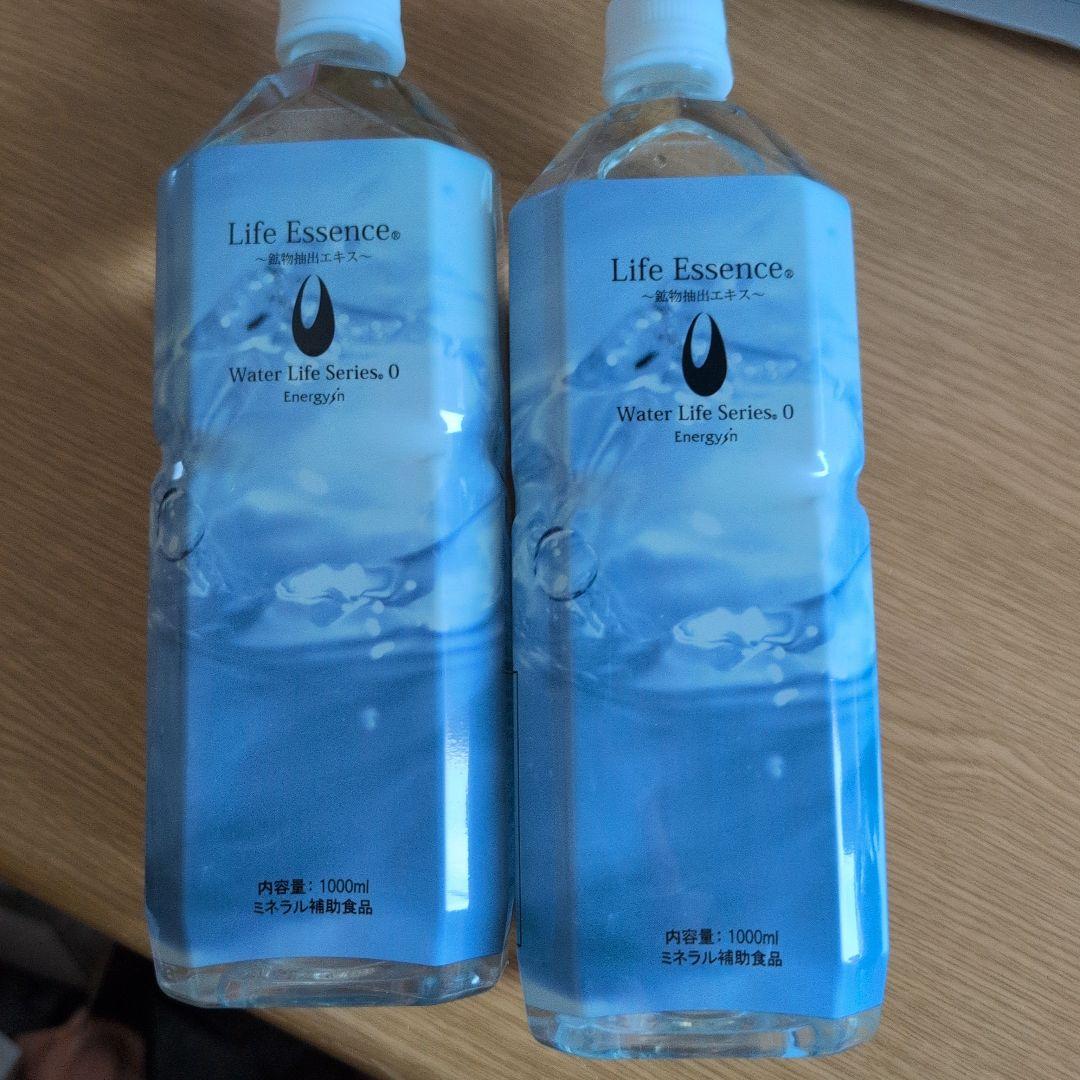 Life Essence®
～鉱物抽出エキス～
Water Life Series® 0
Energysin
内容量：1000ml
ミネラル補助食品
Life Essence®
～鉱物抽出エキス～
Water Life Series® 0
Energysin
内容量：1000ml
ミネラル補助食品